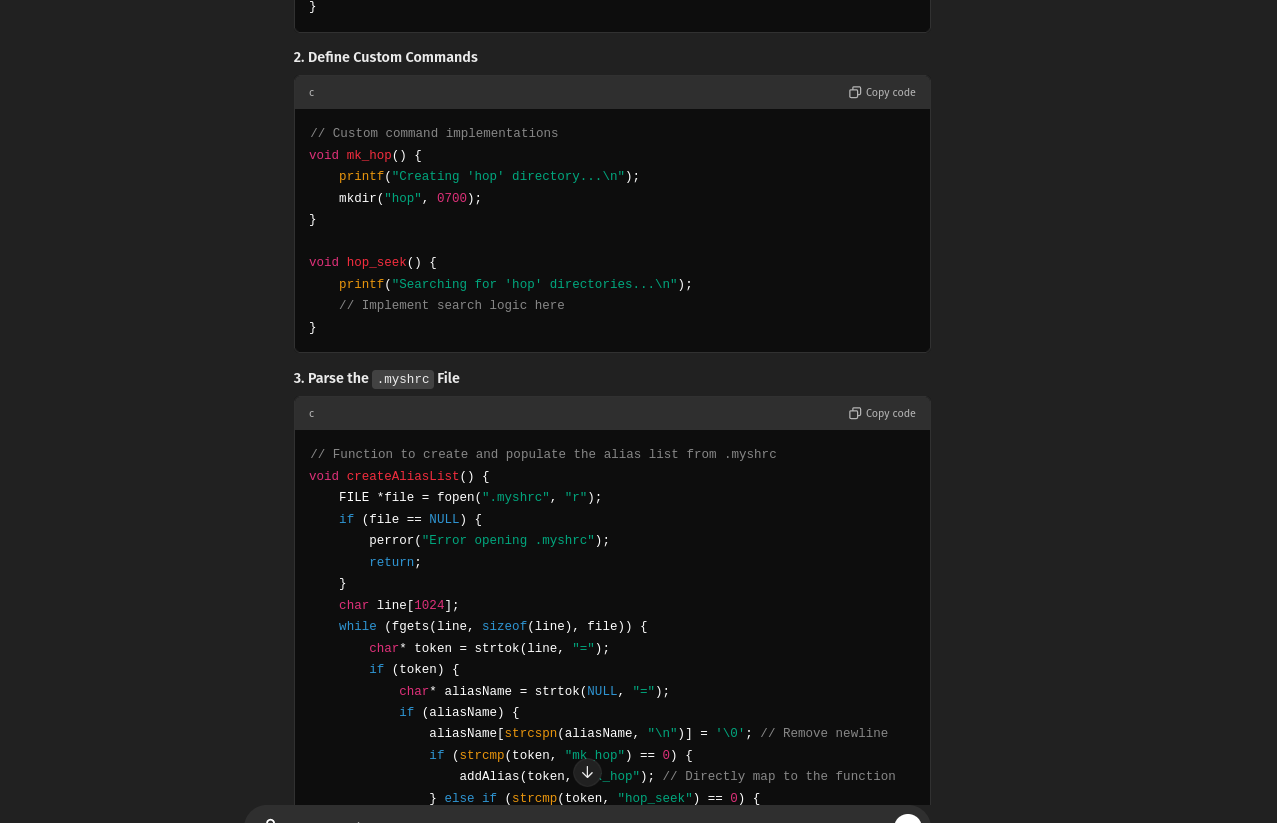 }
2. Define Custom Commands
c
Copy code
// Custom command implementations
void mk_hop() {
    printf("Creating 'hop' directory...\n");
    mkdir("hop", 0700);
}
void hop_seek() {
    printf("Searching for 'hop' directories...\n");
    // Implement search logic here
}
3. Parse the .myshrc File
c
Copy code
// Function to create and populate the alias list from .myshrc
void createAliasList() {
    FILE *file = fopen(".myshrc", "r");
    if (file == NULL) {
        perror("Error opening .myshrc");
        return;
    }
    char line[1024];
    while (fgets(line, sizeof(line), file)) {
        char* token = strtok(line, "=");
        if (token) {
            char* aliasName = strtok(NULL, "=");
            if (aliasName) {
                aliasName[strcspn(aliasName, "\n")] = '\0'; // Remove newline
                if (strcmp(token, "mk_hop") == 0) {
                    addAlias(token, _hop"); // Directly map to the function
                } else if (strcmp(token, "hop_seek") == 0) {